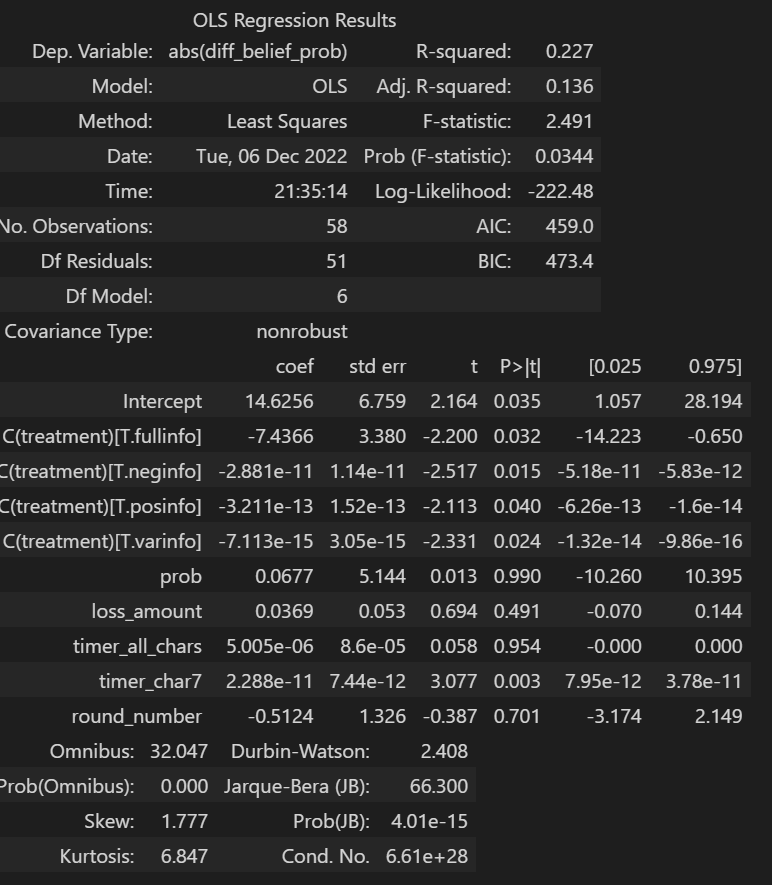 OLS Regression Results
Dep. Variable: abs(diff_belief_prob) R-squared: 0.227
Model: OLS Adj. R-squared: 0.136
Method: Least Squares F-statistic: 2.491
Date: Tue, 06 Dec 2022 Prob (F-statistic): 0.0344
Time: 21:35:14 Log-Likelihood: -222.48
No. Observations: 58 AIC: 459.0
Df Residuals: 51 BIC: 473.4
Df Model: 6
Covariance Type: nonrobust
coef std err t P>|t| [0.025 0.975]
Intercept 14.6256 6.759 2.164 0.035 1.057 28.194
C(treatment)[T.fullinfo] -7.4366 3.380 -2.200 0.032 -14.223 -0.650
C(treatment)[T.neginfo] -2.881e-11 1.14e-11 -2.517 0.015 -5.18e-11 -5.83e-12
C(treatment)[T.posinfo] -3.211e-13 1.52e-13 -2.113 0.040 -6.26e-13 -1.6e-14
C(treatment)[T.varinfo] -7.113e-15 3.05e-15 -2.331 0.024 -1.32e-14 -9.86e-16
prob 0.0677 5.144 0.013 0.990 -10.260 10.395
loss_amount 0.0369 0.053 0.694 0.491 -0.070 0.144
timer_all_chars 5.005e-06 8.6e-05 0.058 0.954 -0.000 0.000
timer_char7 2.288e-11 7.44e-12 3.077 0.003 7.95e-12 3.78e-11
round_number -0.5124 1.326 -0.387 0.701 -3.174 2.149
Omnibus: 32.047 Durbin-Watson: 2.408
Prob(Omnibus): 0.000 Jarque-Bera (JB): 66.300
Skew: 1.777 Prob(JB): 4.01e-15
Kurtosis: 6.847 Cond. No. 6.61e+28